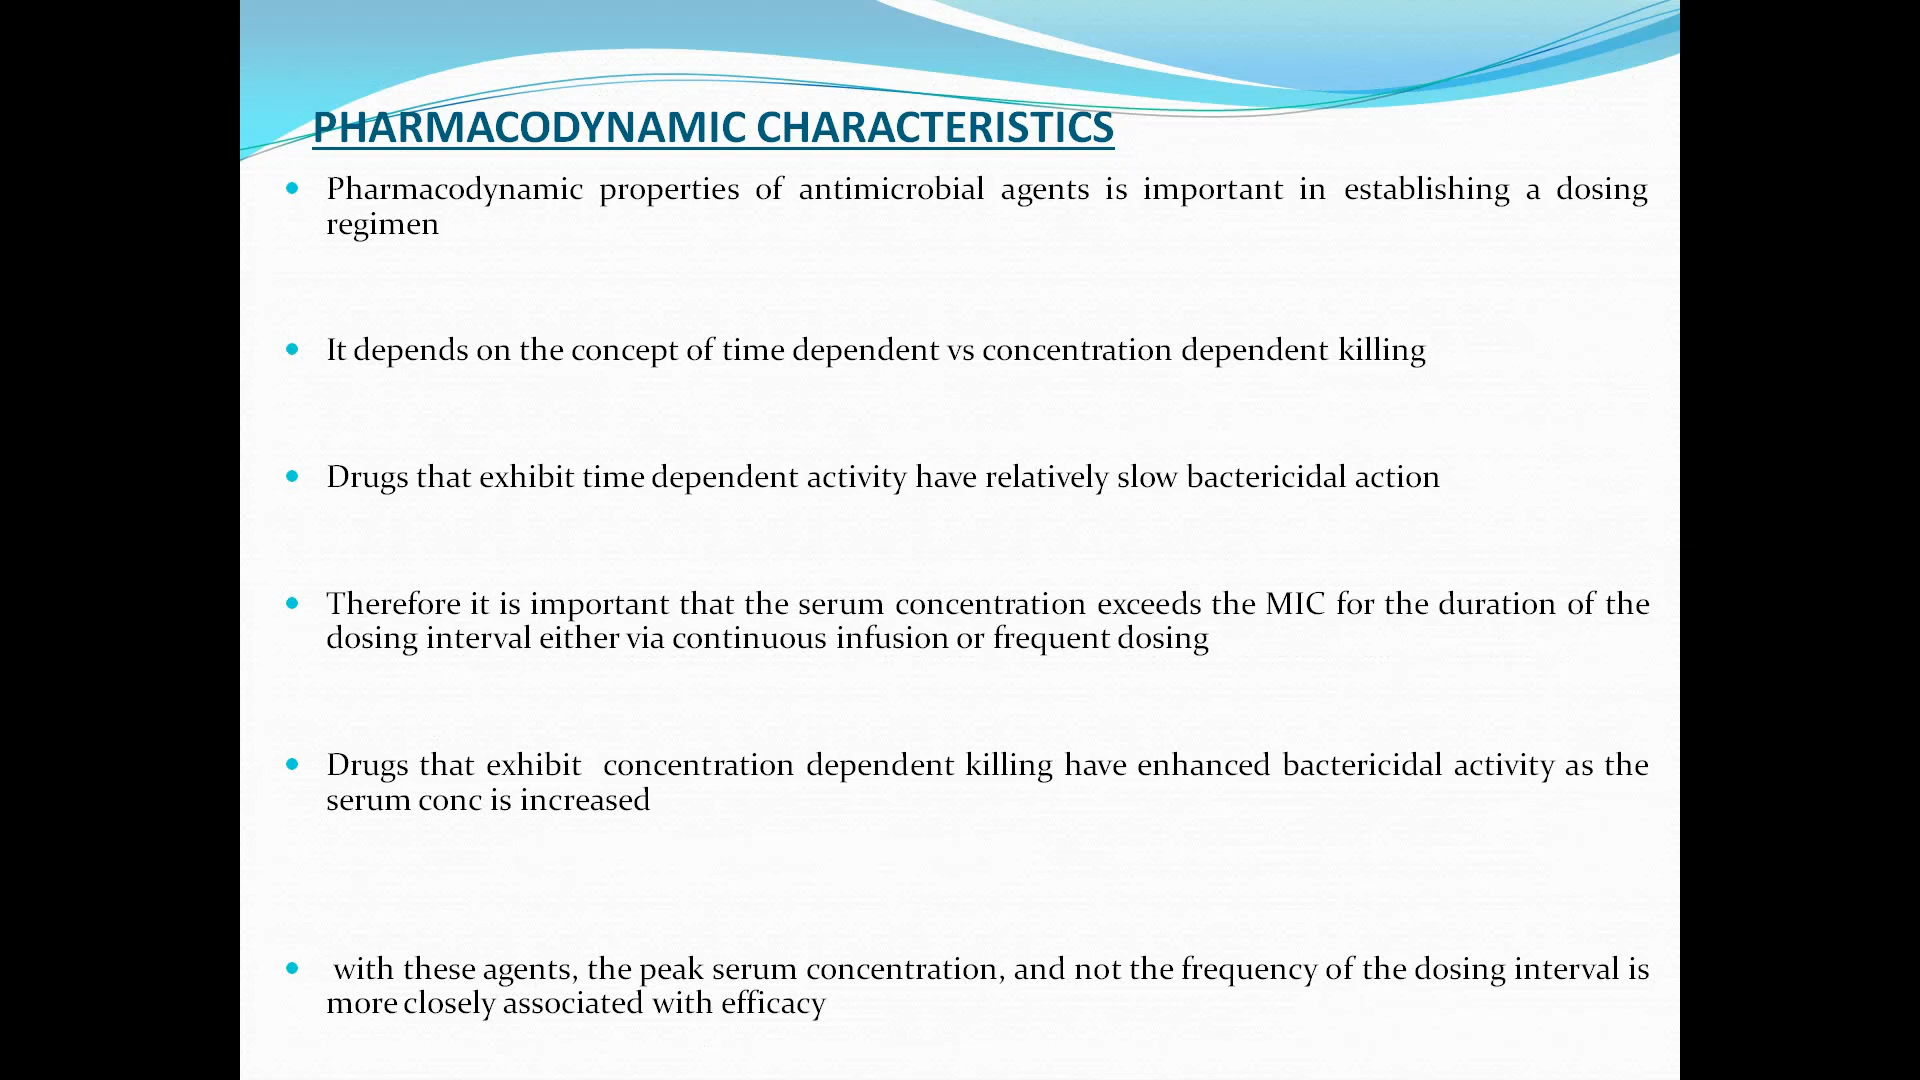 PHARMACODYNAMIC CHARACTERISTICS
• Pharmacodynamic properties of antimicrobial agents is important in establishing a dosing
regimen
• It depends on the concept of time dependent vs concentration dependent killing
• Drugs that exhibit time dependent activity have relatively slow bactericidal action
• Therefore it is important that the serum concentration exceeds the MIC for the duration of the
dosing interval either via continuous infusion or frequent dosing
• Drugs that exhibit concentration dependent killing have enhanced bactericidal activity as the
serum conc is increased
• with these agents, the peak serum concentration, and not the frequency of the dosing interval is
more closely associated with efficacy